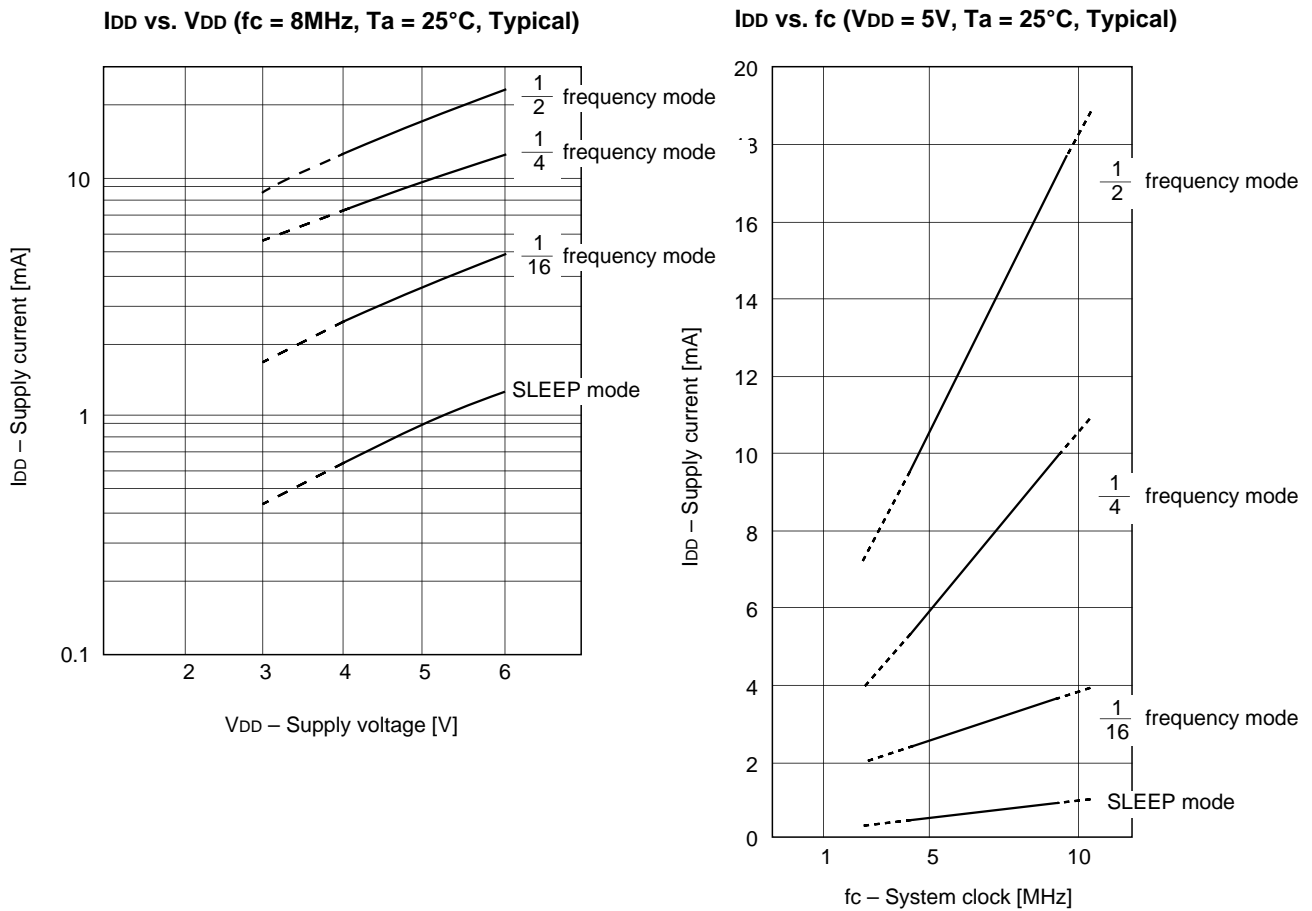 IDD vs. VDD (fc = 8MHz, Ta = 25°C, Typical)
10
1
0.1
2 3 4 5 6
IDD – Supply current [mA]
VDD – Supply voltage [V]
1/2 frequency mode
1/4 frequency mode
1/16 frequency mode
SLEEP mode
IDD vs. fc (VDD = 5V, Ta = 25°C, Typical)
20
18
16
14
12
10
8
6
4
2
0
1 5 10
IDD – Supply current [mA]
fc – System clock [MHz]
1/2 frequency mode
1/4 frequency mode
1/16 frequency mode
SLEEP mode